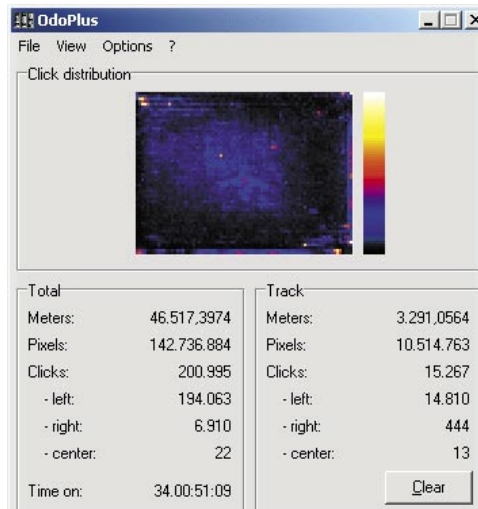 OdoPlus
File View Options ?
Click distribution
Total
Meters: 46.517,3974
Pixels: 142.736.884
Clicks: 200.995
- left: 194.063
- right: 6.910
- center: 22
Time on: 34.00:51:09
Track
Meters: 3.291,0564
Pixels: 10.514.763
Clicks: 15.267
- left: 14.810
- right: 444
- center: 13
Clear